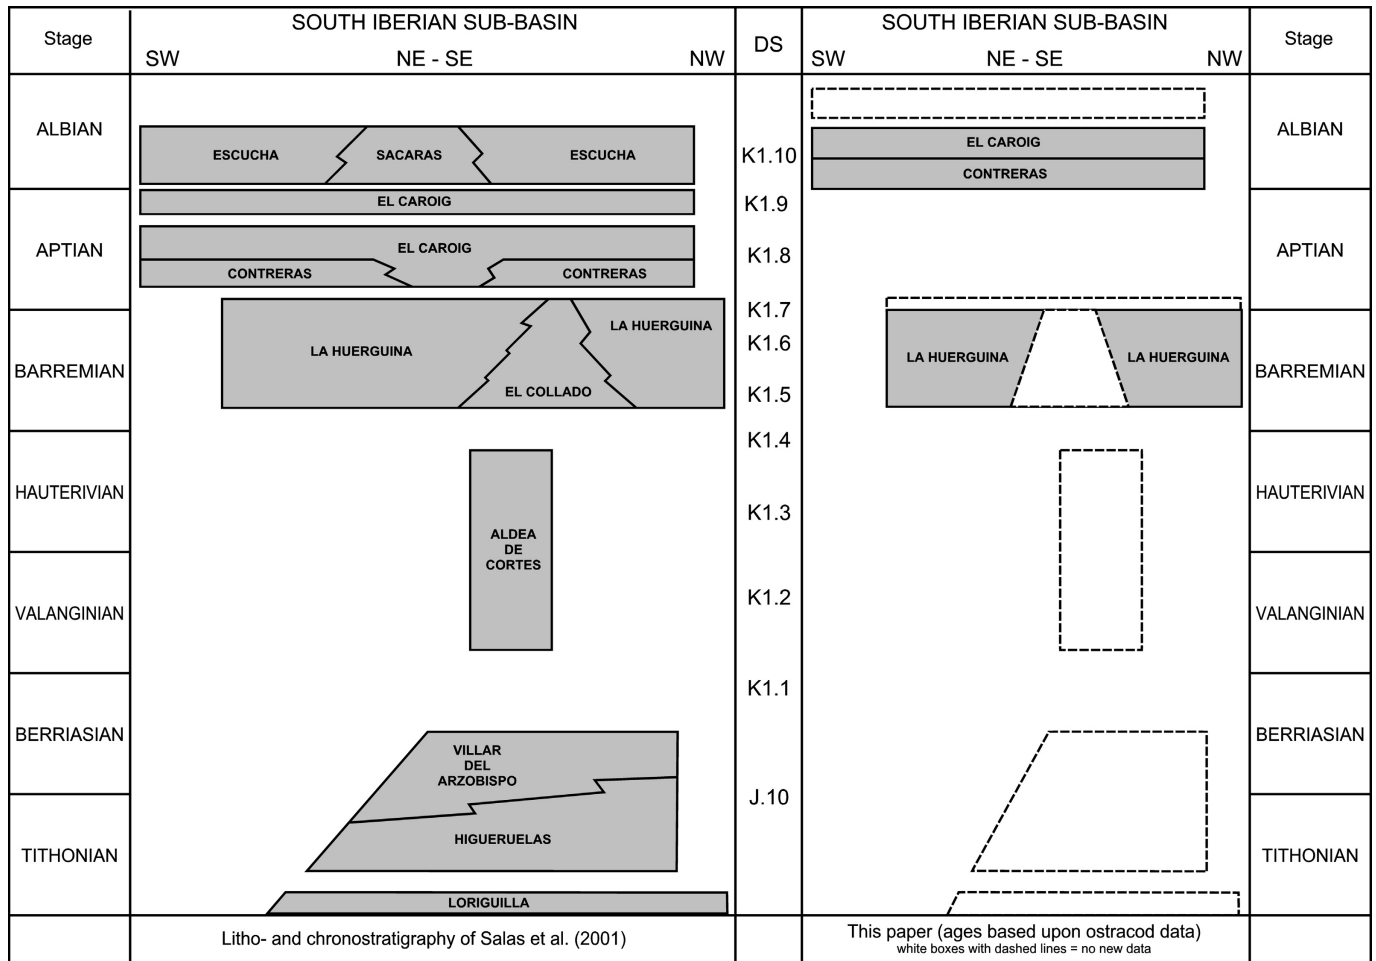 Stage
SOUTH IBERIAN SUB-BASIN
SW
NE - SE
NW
DS
SOUTH IBERIAN SUB-BASIN
SW
NE - SE
NW
Stage
ALBIAN
APTIAN
BARREMIAN
HAUTERIVIAN
VALANGINIAN
BERRIASIAN
TITHONIAN
ESCUCHA
SACARAS
ESCUCHA
EL CAROIG
EL CAROIG
CONTRERAS
CONTRERAS
LA HUERGUINA
LA HUERGUINA
EL COLLADO
ALDEA
DE
CORTES
VILLAR
DEL
ARZOBISPO
HIGUERUELAS
LORIGUILLA
K1.10
K1.9
K1.8
K1.7
K1.6
K1.5
K1.4
K1.3
K1.2
K1.1
J.10
EL CAROIG
CONTRERAS
LA HUERGUINA
LA HUERGUINA
ALBIAN
APTIAN
BARREMIAN
HAUTERIVIAN
VALANGINIAN
BERRIASIAN
TITHONIAN
Litho- and chronostratigraphy of Salas et al. (2001)
This paper (ages based upon ostracod data)
white boxes with dashed lines = no new data